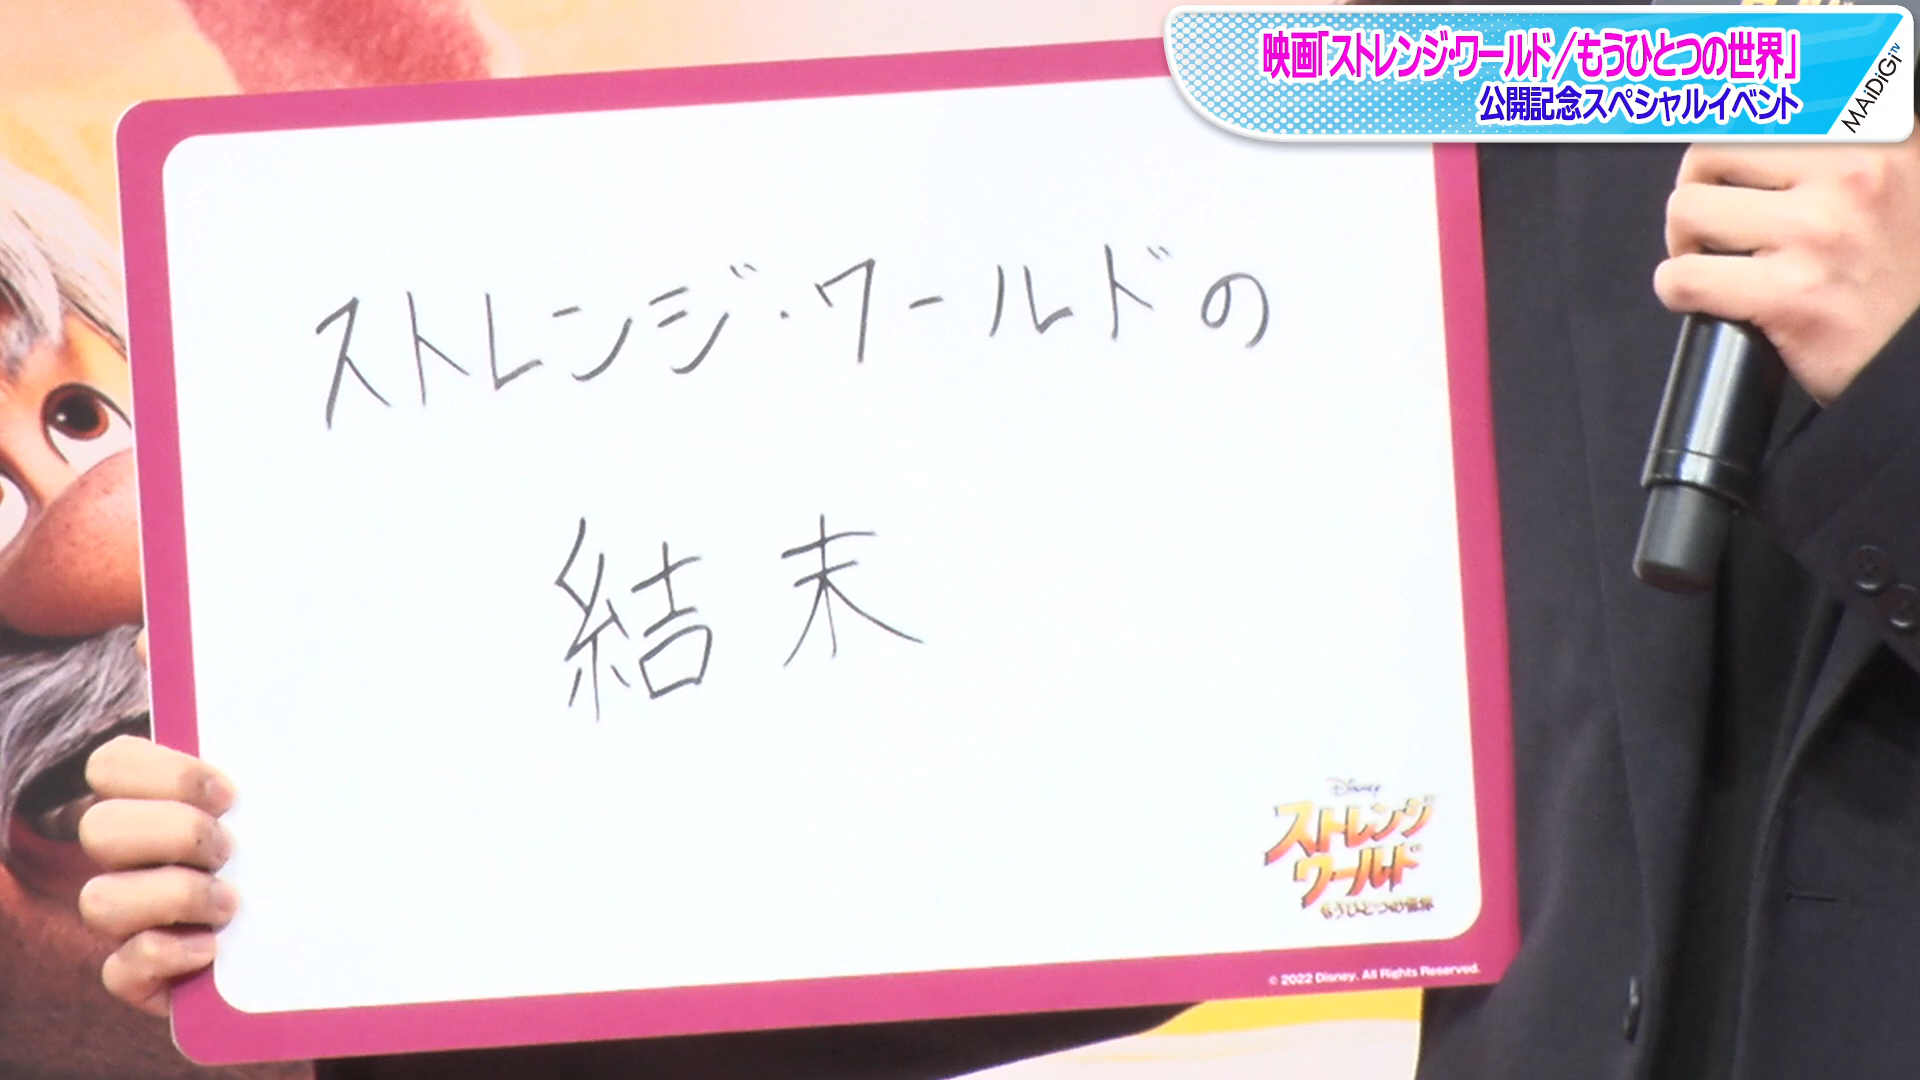 映画「ストレンジ・ワールド/もうひとつの世界」
公開記念スペシャルイベント
MAiDiGiTV
ストレンジ・ワールドの
結末
Disney
ストレンジ
ワールド
もうひとつの世界
© 2022 Disney. All Rights Reserved.